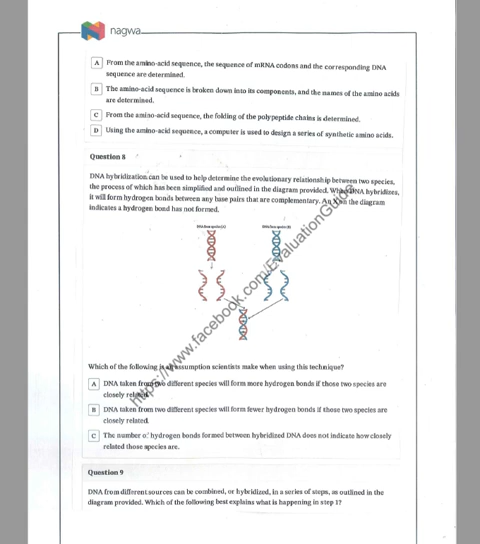 nagwa
A From the amino-acid sequence, the sequence of mRNA codons and the corresponding DNA
sequence are determined.
B The amino-acid sequence is broken down into its components, and the names of the amino acids
are determined.
C From the amino-acid sequence, the folding of the polypeptide chains is determined.
D Using the amino-acid sequence, a computer is used to design a series of synthetic amino acids.
Question 8
DNA hybridization can be used to help determine the evolutionary relationship between two species,
the process of which has been simplified and outlined in the diagram provided. When DNA hybridizes,
it will form hydrogen bonds between any base pairs that are complementary. An X in the diagram
indicates a hydrogen bond has not formed.
DNA from species (A) DNA from species (B)
https://www.facebook.com/EvaluationGuide
Which of the following is an assumption scientists make when using this technique?
A DNA taken from two different species will form more hydrogen bonds if those two species are
closely related.
B DNA taken from two different species will form fewer hydrogen bonds if those two species are
closely related.
C The number of hydrogen bonds formed between hybridized DNA does not indicate how closely
related those species are.
Question 9
DNA from different sources can be combined, or hybridized, in a series of steps, as outlined in the
diagram provided. Which of the following best explains what is happening in step 1?